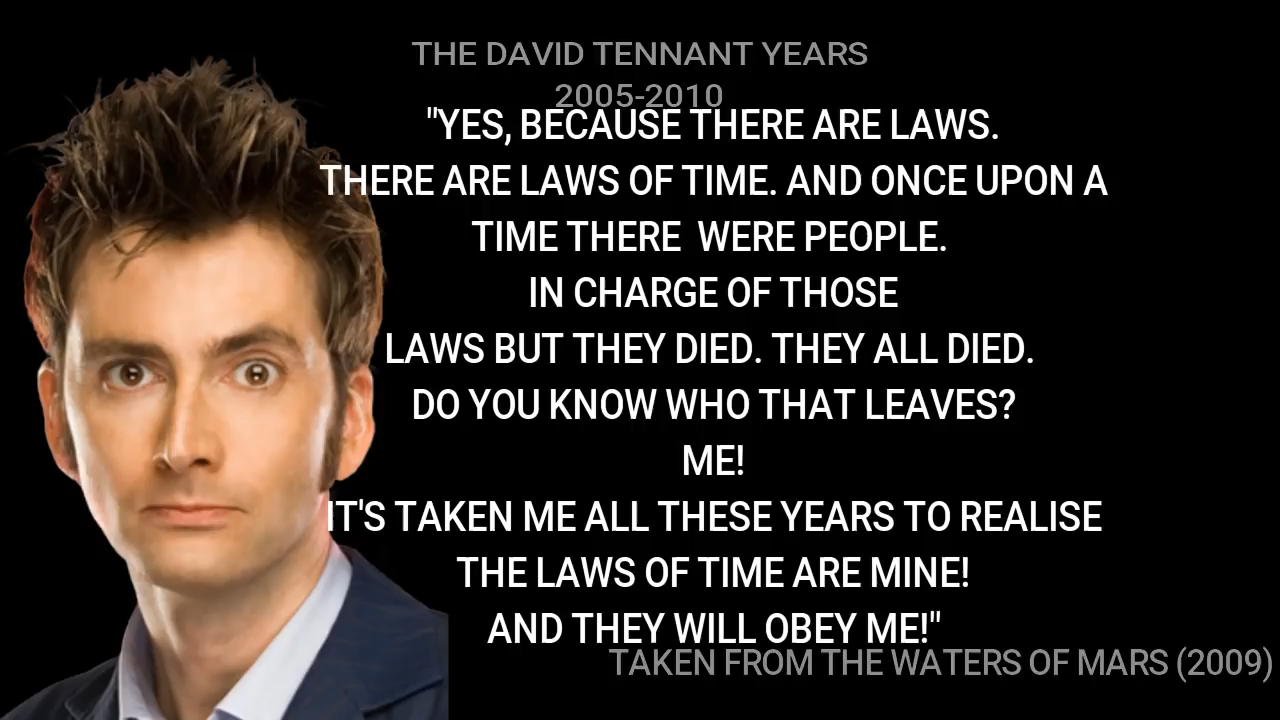 THE DAVID TENNANT YEARS
2005-2010
"YES, BECAUSE THERE ARE LAWS.
THERE ARE LAWS OF TIME. AND ONCE UPON A
TIME THERE  WERE PEOPLE.
IN CHARGE OF THOSE
LAWS BUT THEY DIED. THEY ALL DIED.
DO YOU KNOW WHO THAT LEAVES?
ME!
IT'S TAKEN ME ALL THESE YEARS TO REALISE
THE LAWS OF TIME ARE MINE!
AND THEY WILL OBEY ME!"
TAKEN FROM THE WATERS OF MARS (2009)